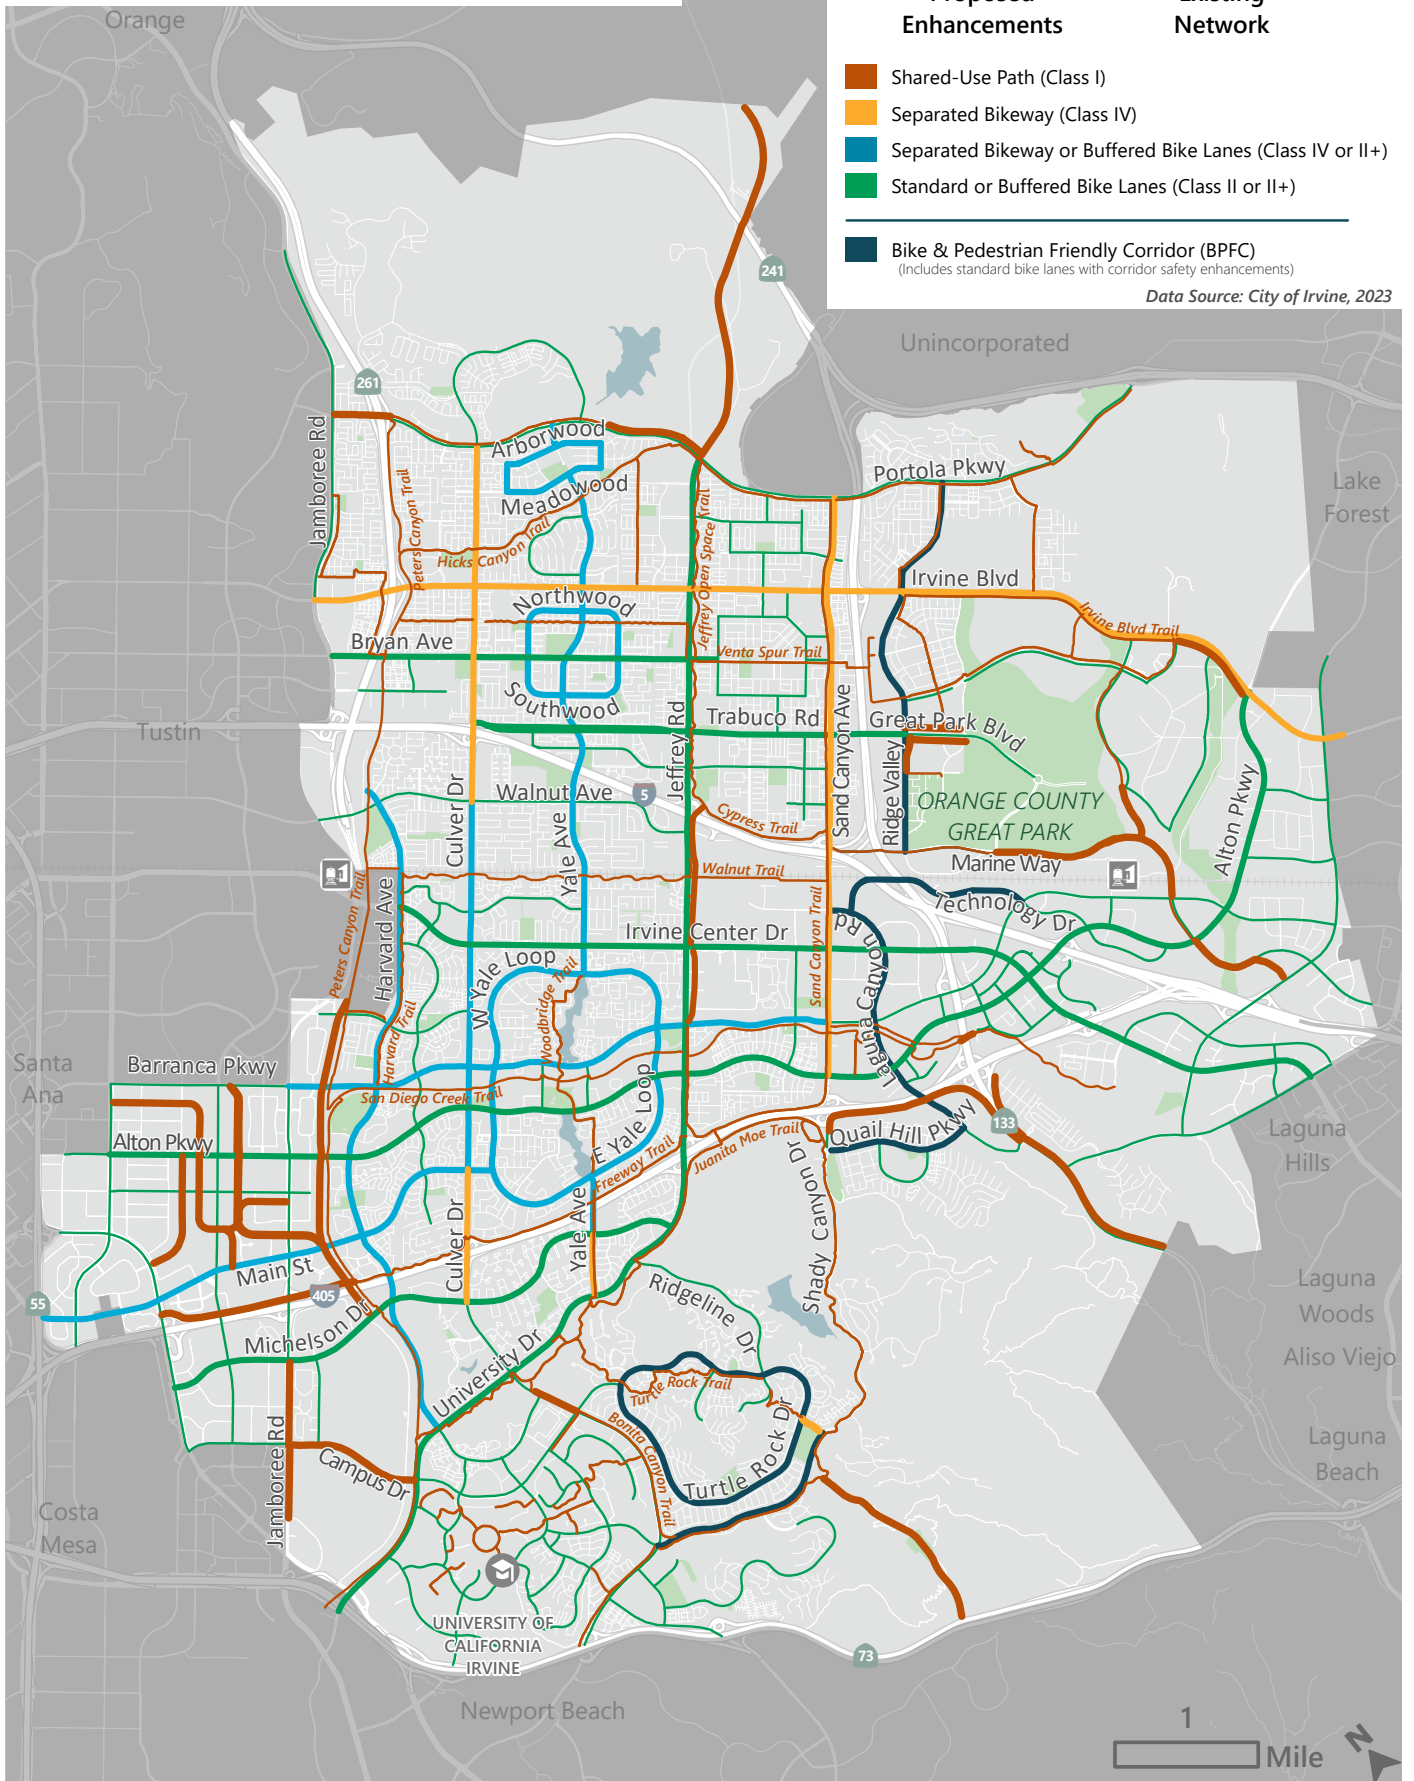 Proposed
Enhancements
Existing
Network
Shared-Use Path (Class I)
Separated Bikeway (Class IV)
Separated Bikeway or Buffered Bike Lanes (Class IV or II+)
Standard or Buffered Bike Lanes (Class II or II+)
Bike & Pedestrian Friendly Corridor (BPFC)
(Includes standard bike lanes with corridor safety enhancements)
Data Source: City of Irvine, 2023
Orange
241
Unincorporated
261
Jamboree Rd
Arborwood
Meadowood
Portola Pkwy
Lake
Forest
Peters Canyon Trail
Hicks Canyon Trail
Jeffrey Open Space Trail
Irvine Blvd
Northwood
Irvine Blvd Trail
Bryan Ave
Venta Spur Trail
Southwood
Trabuco Rd
Great Park Blvd
Tustin
Jeffrey Rd
Sand Canyon Ave
Ridge Valley
Culver Dr
Walnut Ave
5
Cypress Trail
ORANGE COUNTY
GREAT PARK
Alton Pkwy
Yale Ave
Marine Way
Walnut Trail
Peters Canyon Trail
Harvard Ave
Technology Dr
Irvine Center Dr
Sand Canyon Trail
Laguna Canyon Rd
W Yale Loop
Woodbridge Trail
Harvard Trail
Laguna
Santa
Ana
Barranca Pkwy
San Diego Creek Trail
E Yale Loop
Alton Pkwy
Juanita Moe Trail
Quail Hill Pkwy
133
Laguna
Hills
Freeway Trail
Shady Canyon Dr
Culver Dr
Yale Ave
Main St
405
55
Ridgeline Dr
Laguna
Woods
Michelson Dr
University Dr
Aliso Viejo
Turtle Rock Trail
Bonita Canyon Trail
Turtle Rock Dr
Jamboree Rd
Campus Dr
Laguna
Beach
Costa
Mesa
UNIVERSITY OF
CALIFORNIA
IRVINE
73
Newport Beach
1
Mile
N